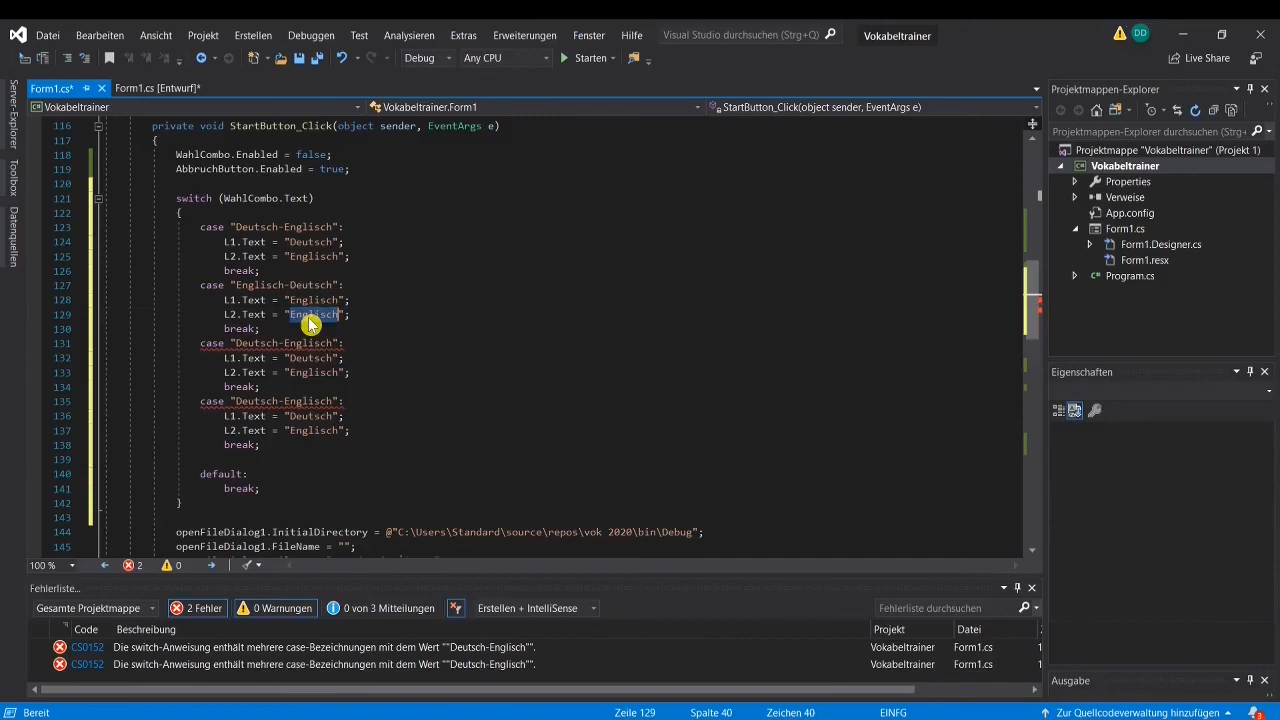 Datei Bearbeiten Ansicht Projekt Erstellen Debuggen Test Analysieren Extras Erweiterungen Fenster Hilfe Visual Studio durchsuchen (Strg+Q) Vokabeltrainer DD
Debug Any CPU Starten Live Share
Server-Explorer
Toolbox
Datenquellen
Form1.cs* Form1.cs [Entwurf]*
Vokabeltrainer Vokabeltrainer.Form1 StartButton_Click(object sender, EventArgs e)
116 private void StartButton_Click(object sender, EventArgs e)
117 {
118 WahlCombo.Enabled = false;
119 AbbruchButton.Enabled = true;
120
121 switch (WahlCombo.Text)
122 {
123 case "Deutsch-Englisch":
124 L1.Text = "Deutsch";
125 L2.Text = "Englisch";
126 break;
127 case "Englisch-Deutsch":
128 L1.Text = "Englisch";
129 L2.Text = "Englisch";
130 break;
131 case "Deutsch-Englisch":
132 L1.Text = "Deutsch";
133 L2.Text = "Englisch";
134 break;
135 case "Deutsch-Englisch":
136 L1.Text = "Deutsch";
137 L2.Text = "Englisch";
138 break;
139
140 default:
141 break;
142 }
143
144 openFileDialog1.InitialDirectory = @"C:\Users\Standard\source\repos\vok 2020\bin\Debug";
145 openFileDialog1.FileName = "";
100 % 2 0
Projektmappen-Explorer
Projektmappen-Explorer durchsuchen (Strg+
Projektmappe "Vokabeltrainer" (Projekt 1)
Vokabeltrainer
Properties
Verweise
App.config
Form1.cs
Form1.Designer.cs
Form1.resx
Program.cs
Eigenschaften
Fehlerliste...
Gesamte Projektmappe 2 Fehler 0 Warnungen 0 von 3 Mitteilungen Erstellen + IntelliSense Fehlerliste durchsuchen
Code Beschreibung Projekt Datei
CS0152 Die switch-Anweisung enthält mehrere case-Bezeichnungen mit dem Wert ""Deutsch-Englisch"". Vokabeltrainer Form1.cs 1
CS0152 Die switch-Anweisung enthält mehrere case-Bezeichnungen mit dem Wert ""Deutsch-Englisch"". Vokabeltrainer Form1.cs 1
Ausgabe
Bereit Zeile 129 Spalte 40 Zeichen 40 EINFG Zur Quellcodeverwaltung hinzufügen 3